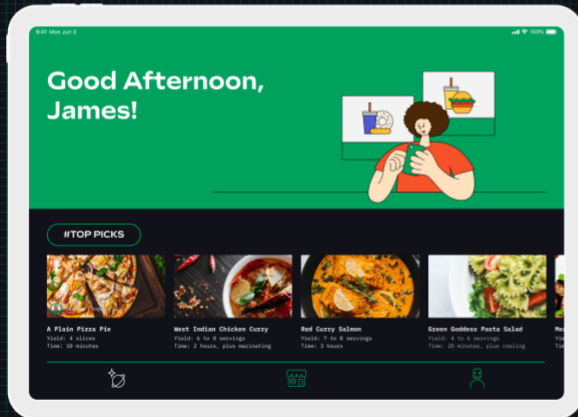 9:41 Mon Jun 3
100%
Good Afternoon,
James!
#TOP PICKS
A Plain Pizza Pie
Yield: 4 slices
Time: 30 minutes
West Indian Chicken Curry
Yield: 6 to 8 servings
Time: 2 hours, plus marinating
Red Curry Salmon
Yield: 7 to 8 servings
Time: 3 hours
Green Goddess Pasta Salad
Yield: 4 to 6 servings
Time: 20 minutes, plus cooling